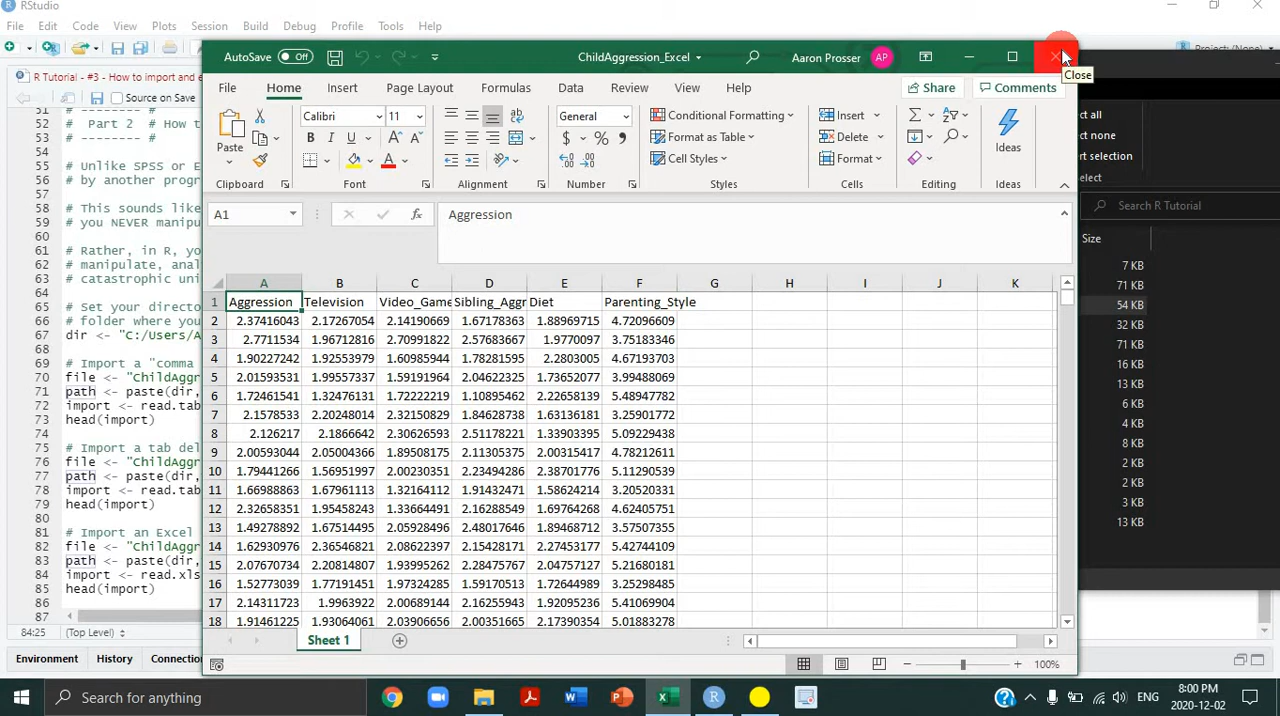 RStudio
File Edit Code View Plots Session Build Debug Profile Tools Help
R Tutorial - #3 - How to import and e
Source on Save
52 # Part 2 How t
53 # -------- #
54
55 # Unlike SPSS or E
56 # by another progr
57
58 # This sounds like
59 # you NEVER manipu
60
61 # Rather, in R, yo
62 # manipulate, anal
63 # catastrophic uni
64
65 # Set your directo
66 # folder where you
67 dir <- "C:/Users/A
68
69 # Import a "comma
70 file <- "ChildAggr
71 path <- paste(dir,
72 import <- read.tab
73 head(import)
74
75 # Import a tab del
76 file <- "ChildAggr
77 path <- paste(dir,
78 import <- read.tab
79 head(import)
80
81 # Import an Excel
82 file <- "ChildAggr
83 path <- paste(dir,
84 import <- read.xls
85 head(import)
86
87
84:25 (Top Level)
Environment History Connection
AutoSave Off ChildAggression_Excel Aaron Prosser AP
Close
File Home Insert Page Layout Formulas Data Review View Help Share Comments
Paste Calibri 11 General Conditional Formatting Insert Ideas
B I U $ % Format as Table Delete
Cell Styles Format
Clipboard Font Alignment Number Styles Cells Editing Ideas
A1 fx Aggression
A B C D E F G H I J K
1 Aggression Television Video_Game Sibling_Aggr Diet Parenting_Style
2 2.37416043 2.17267054 2.14190669 1.67178363 1.88969715 4.72096609
3 2.7711534 1.96712816 2.70991822 2.57683667 1.9770097 3.75183346
4 1.90227242 1.92553979 1.60985944 1.78281595 2.2803005 4.67193703
5 2.01593531 1.99557337 1.59191964 2.04622325 1.73652077 3.99488069
6 1.72461541 1.32476131 1.72222219 1.10895462 2.22658139 5.48947782
7 2.1578533 2.20248014 2.32150829 1.84628738 1.63136181 3.25901772
8 2.126217 2.1866642 2.30626593 2.51178221 1.33903395 5.09229438
9 2.00593044 2.05004366 1.89508175 2.11305375 2.00315417 4.78212611
10 1.79441266 1.56951997 2.00230351 2.23494286 2.38701776 5.11290539
11 1.66988863 1.67961113 1.32164112 1.91432471 1.58624214 3.20520331
12 2.32658351 1.95458243 1.33664491 2.16288549 1.69764268 4.62405751
13 1.49278892 1.67514495 2.05928496 2.48017646 1.89468712 3.57507355
14 1.62930976 2.36546821 2.08622397 2.15428171 2.27453177 5.42744109
15 2.07670734 2.20814807 1.93995262 2.28475767 2.04757127 5.21680181
16 1.52773039 1.77191451 1.97324285 1.59170513 1.72644989 3.25298485
17 2.14311723 1.9963922 2.00689144 2.16255943 1.92095236 5.41069904
18 1.91461225 1.93064061 2.03906656 2.00351665 2.17390354 5.01883278
Sheet 1
100%
ct all
ct none
rt selection
elect
Search R Tutorial
Size
7 KB
71 KB
54 KB
32 KB
71 KB
16 KB
13 KB
4 KB
8 KB
2 KB
2 KB
3 KB
13 KB
Search for anything
ENG
8:00 PM
2020-12-02